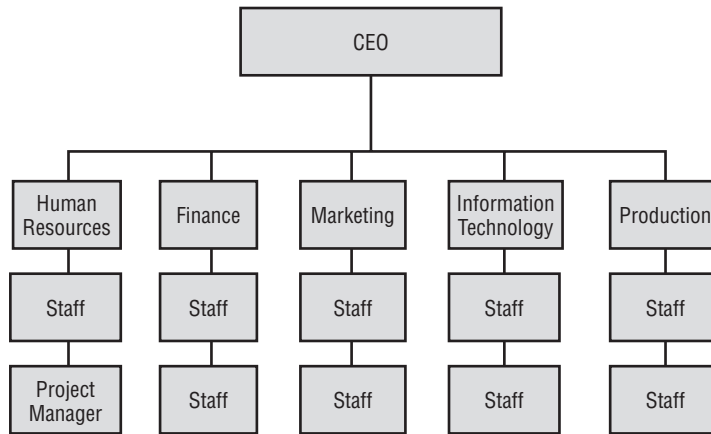 CEO
Human
Resources
Finance
Marketing
Information
Technology
Production
Staff
Staff
Staff
Staff
Staff
Project
Manager
Staff
Staff
Staff
Staff